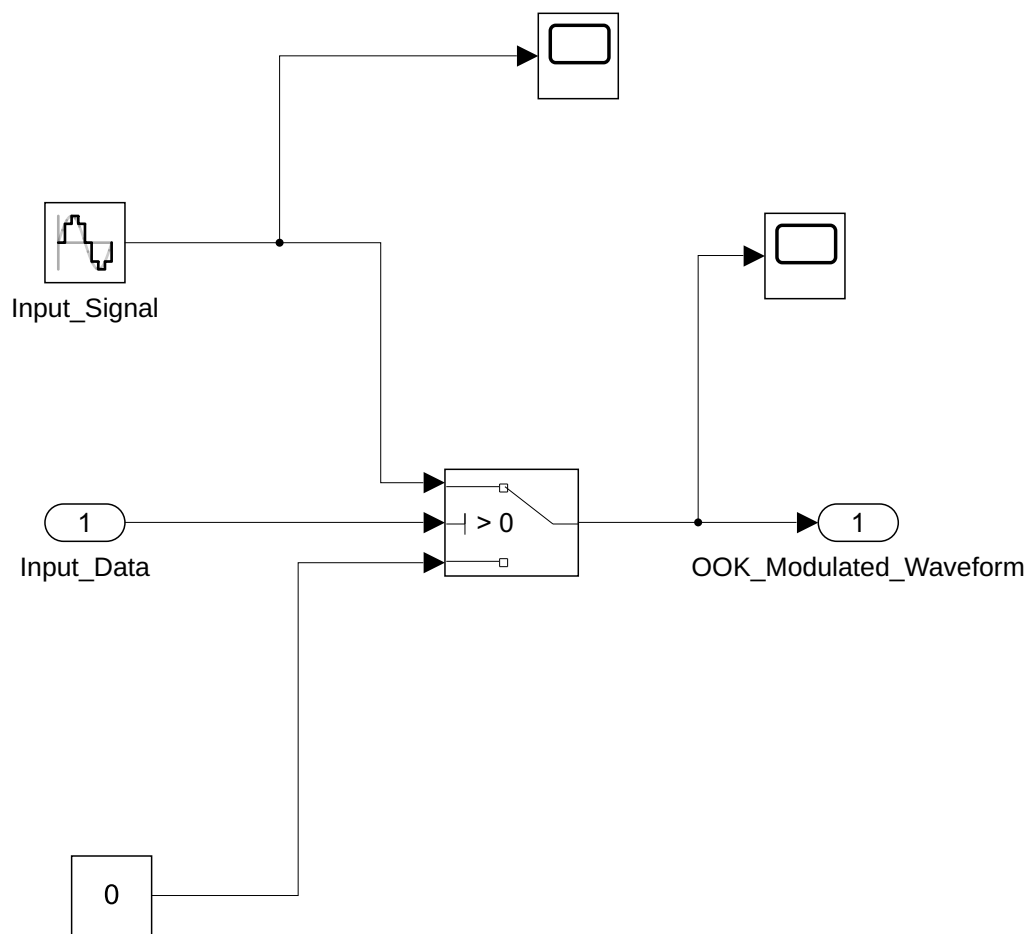 Input_Signal
1
Input_Data
> 0
1
OOK_Modulated_Waveform
0